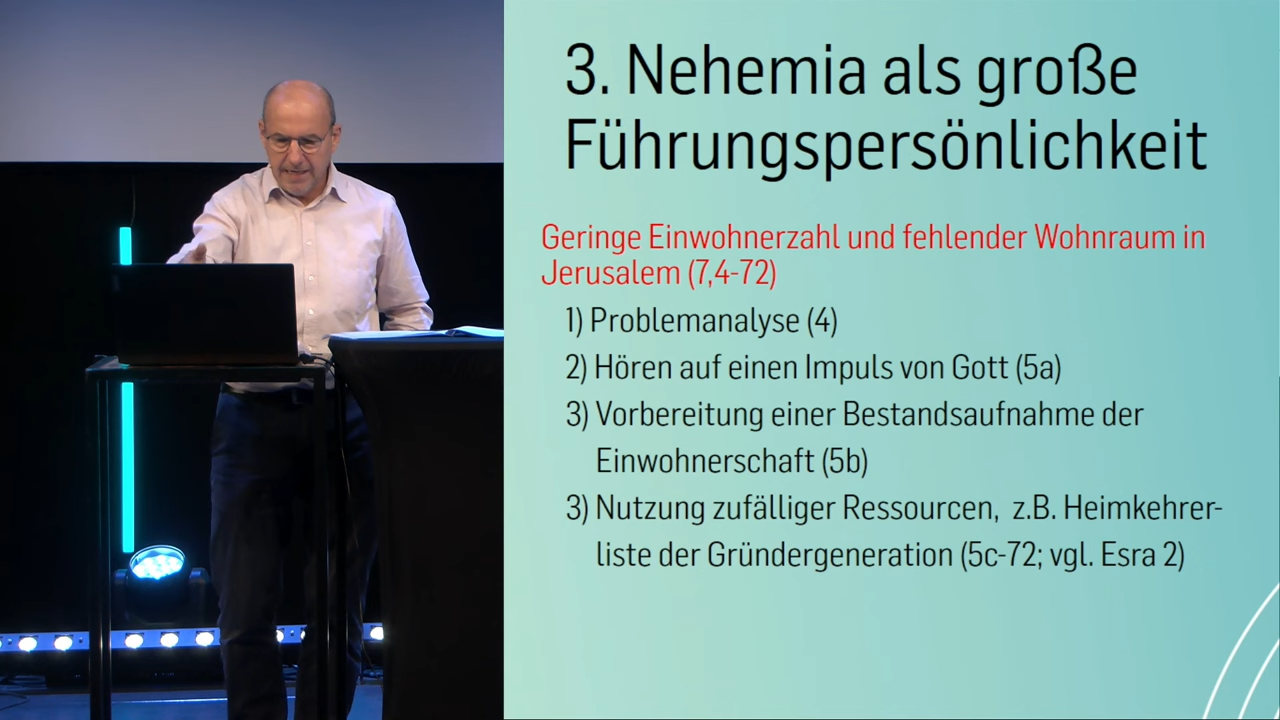 3. Nehemia als große
Führungspersönlichkeit
Geringe Einwohnerzahl und fehlender Wohnraum in
Jerusalem (7,4-72)
1) Problemanalyse (4)
2) Hören auf einen Impuls von Gott (5a)
3) Vorbereitung einer Bestandsaufnahme der
Einwohnerschaft (5b)
3) Nutzung zufälliger Ressourcen, z.B. Heimkehrer-
liste der Gründergeneration (5c-72; vgl. Esra 2)